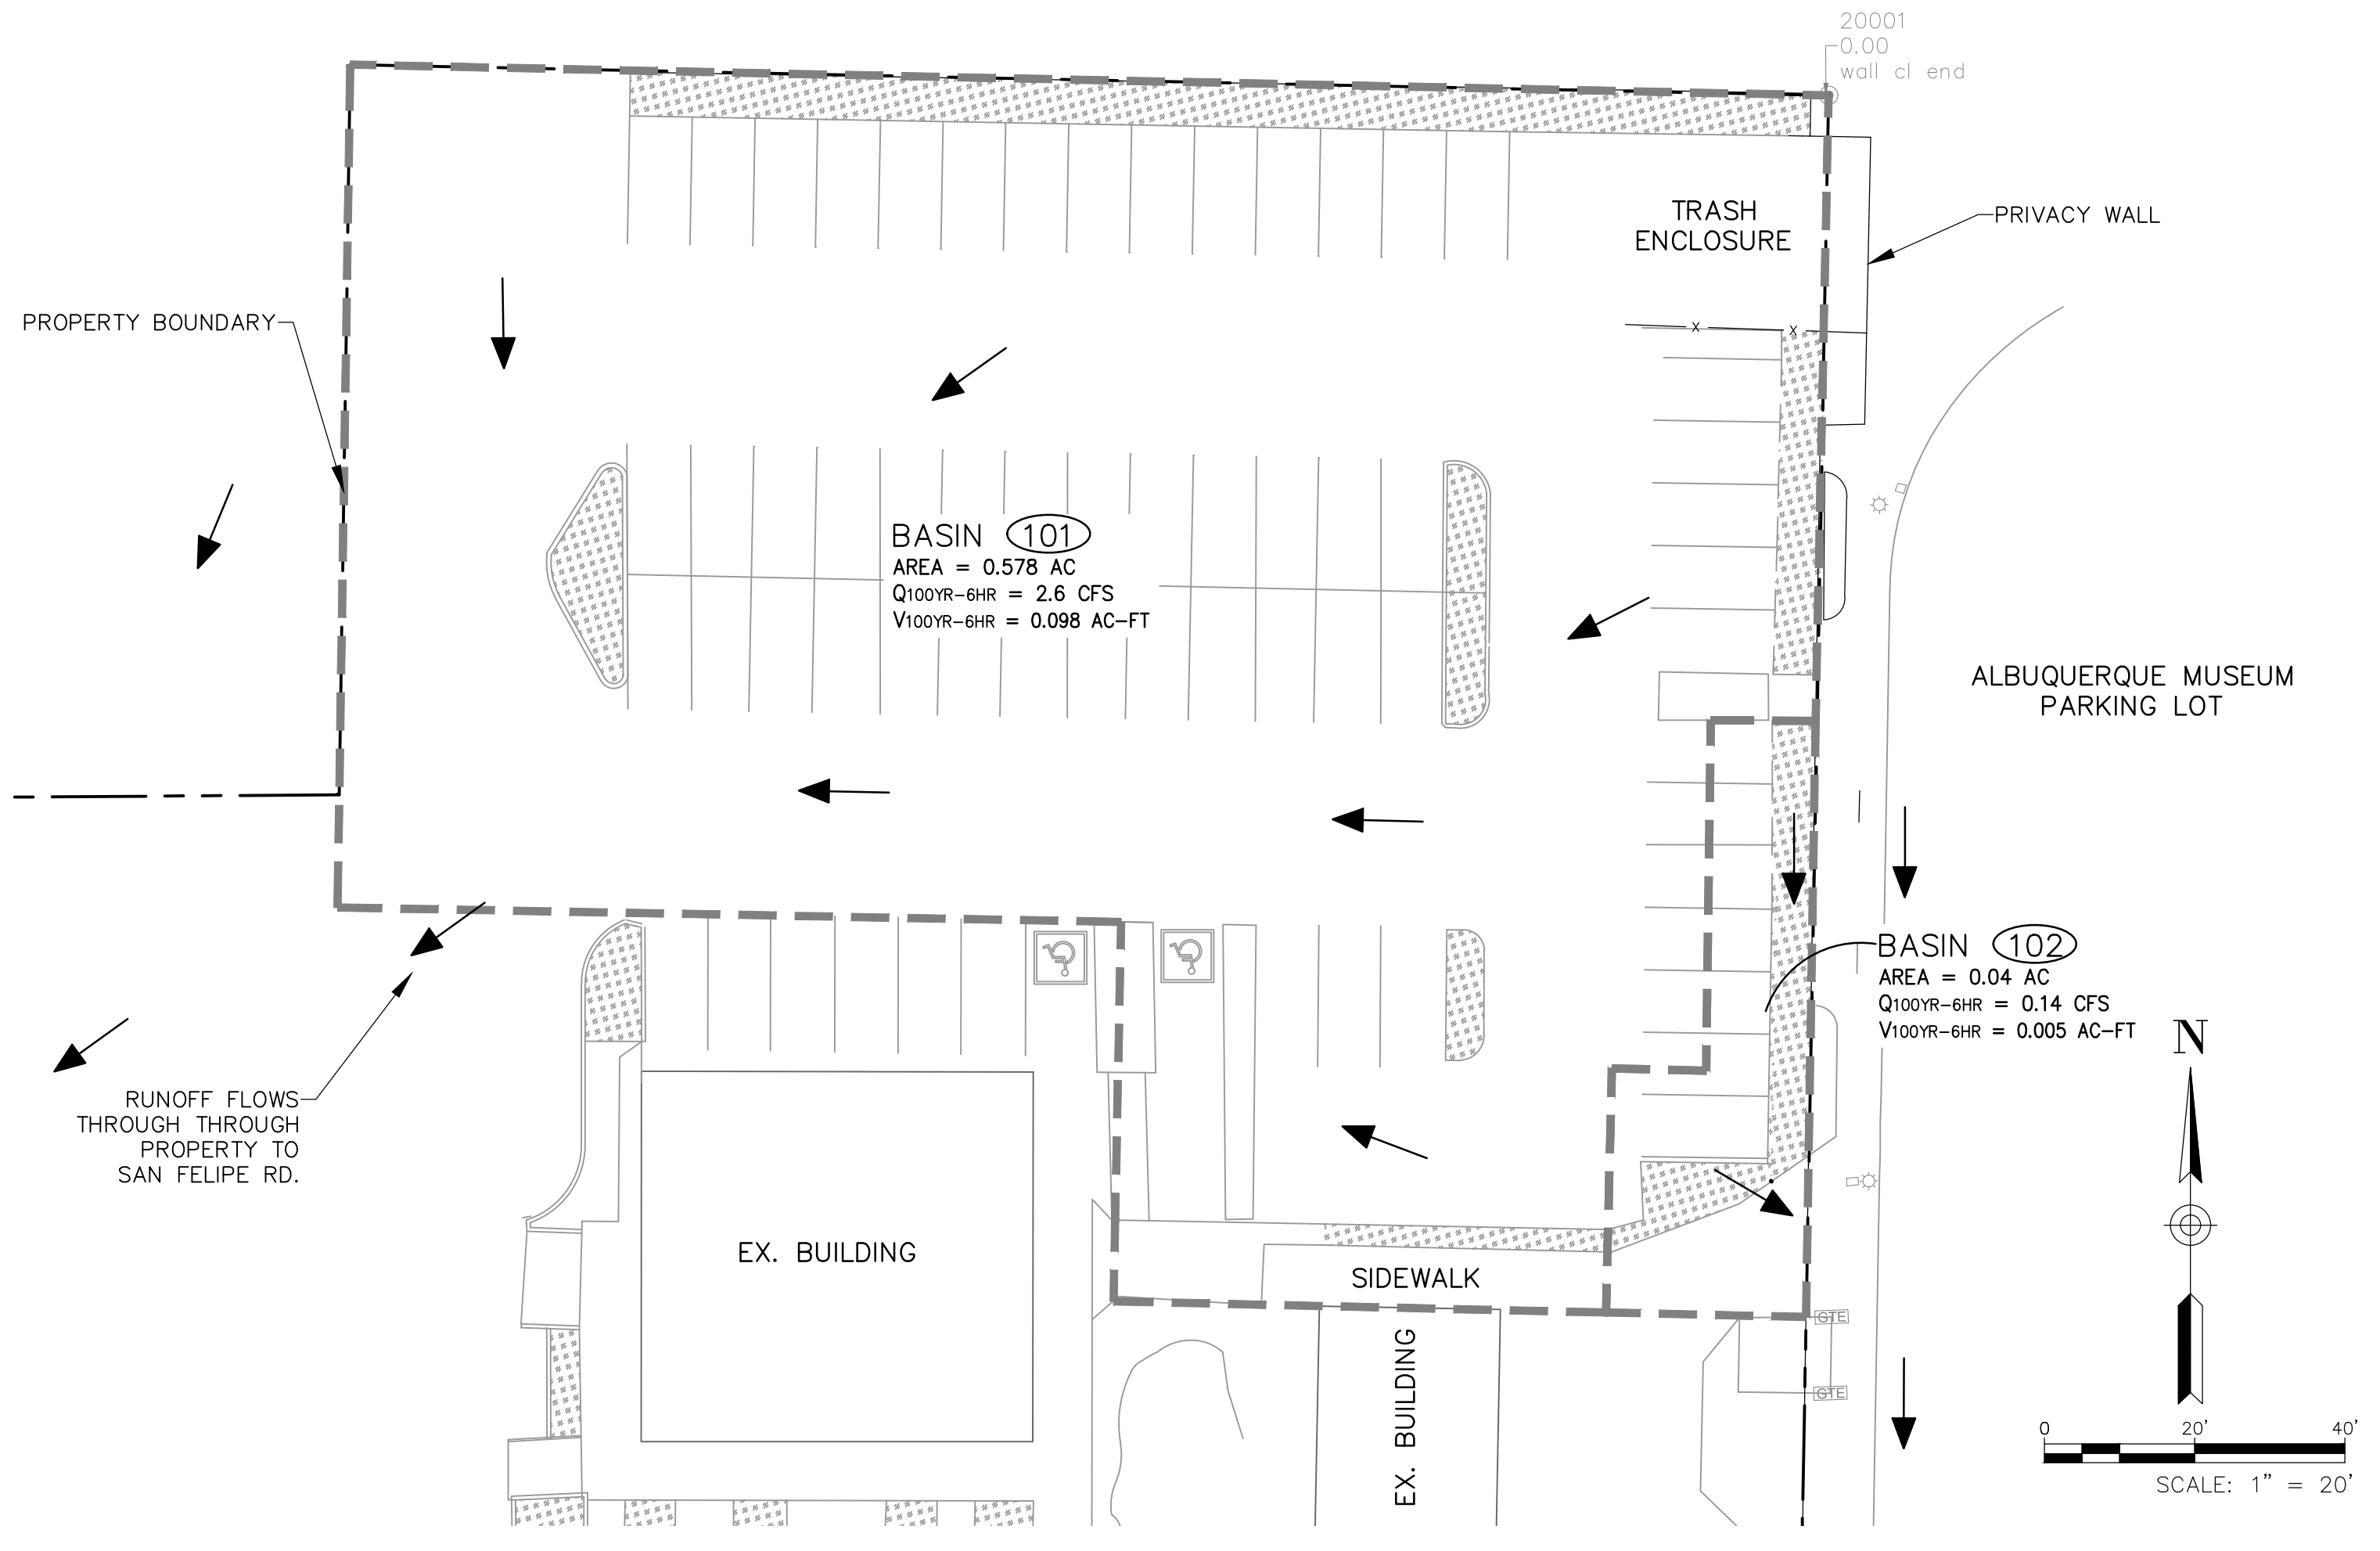 20001
0.00
wall cl end
TRASH
ENCLOSURE
PRIVACY WALL
PROPERTY BOUNDARY
X X
BASIN 101
AREA = 0.578 AC
Q100YR-6HR = 2.6 CFS
V100YR-6HR = 0.098 AC-FT
ALBUQUERQUE MUSEUM
PARKING LOT
BASIN 102
AREA = 0.04 AC
Q100YR-6HR = 0.14 CFS
V100YR-6HR = 0.005 AC-FT
N
RUNOFF FLOWS
THROUGH THROUGH
PROPERTY TO
SAN FELIPE RD.
EX. BUILDING
SIDEWALK
EX. BUILDING
GTE
GTE
0 20' 40'
SCALE: 1" = 20'